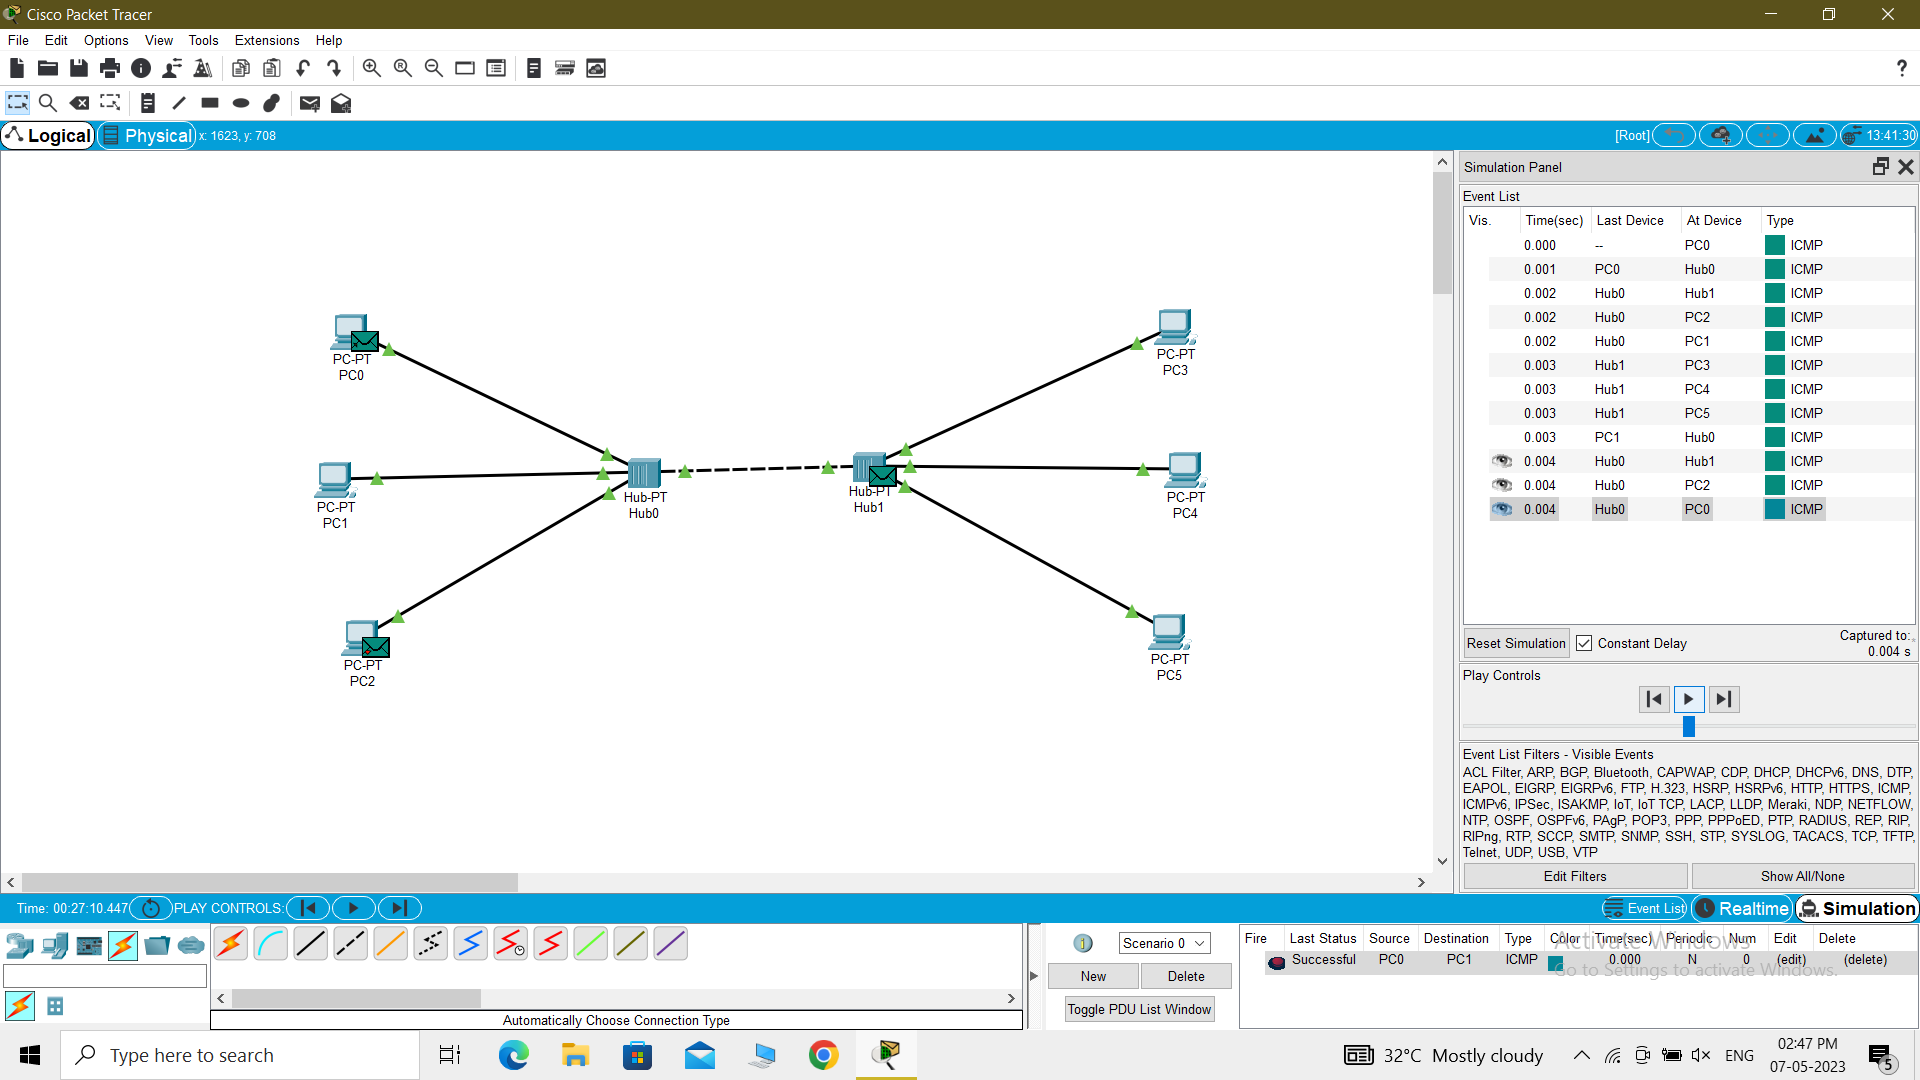 Cisco Packet Tracer
File Edit Options View Tools Extensions Help
?
Logical Physical x: 1623, y: 708 [Root] 13:41:30
PC-PT
PC0
PC-PT
PC1
PC-PT
PC2
Hub-PT
Hub0
Hub-PT
Hub1
PC-PT
PC3
PC-PT
PC4
PC-PT
PC5
Simulation Panel
Event List
Vis. Time(sec) Last Device At Device Type
0.000 -- PC0 ICMP
0.001 PC0 Hub0 ICMP
0.002 Hub0 Hub1 ICMP
0.002 Hub0 PC2 ICMP
0.002 Hub0 PC1 ICMP
0.003 Hub1 PC3 ICMP
0.003 Hub1 PC4 ICMP
0.003 Hub1 PC5 ICMP
0.003 PC1 Hub0 ICMP
0.004 Hub0 Hub1 ICMP
0.004 Hub0 PC2 ICMP
0.004 Hub0 PC0 ICMP
Reset Simulation Constant Delay Captured to:
0.004 s
Play Controls
Event List Filters - Visible Events
ACL Filter, ARP, BGP, Bluetooth, CAPWAP, CDP, DHCP, DHCPv6, DNS, DTP,
EAPOL, EIGRP, EIGRPv6, FTP, H.323, HSRP, HSRPv6, HTTP, HTTPS, ICMP,
ICMPv6, IPSec, ISAKMP, IoT, IoT TCP, LACP, LLDP, Meraki, NDP, NETFLOW,
NTP, OSPF, OSPFv6, PAgP, POP3, PPP, PPPoED, PTP, RADIUS, REP, RIP,
RIPng, RTP, SCCP, SMTP, SNMP, SSH, STP, SYSLOG, TACACS, TCP, TFTP,
Telnet, UDP, USB, VTP
Edit Filters Show All/None
Time: 00:27:10.447 PLAY CONTROLS: Event List Realtime Simulation
Automatically Choose Connection Type
1 Scenario 0
New Delete
Toggle PDU List Window
Fire Last Status Source Destination Type Color Time(sec) Periodic Num Edit Delete
Successful PC0 PC1 ICMP 0.000 N 0 (edit) (delete)
Activate Windows
Go to Settings to activate Windows.
Type here to search
32°C Mostly cloudy
ENG
02:47 PM
07-05-2023
5